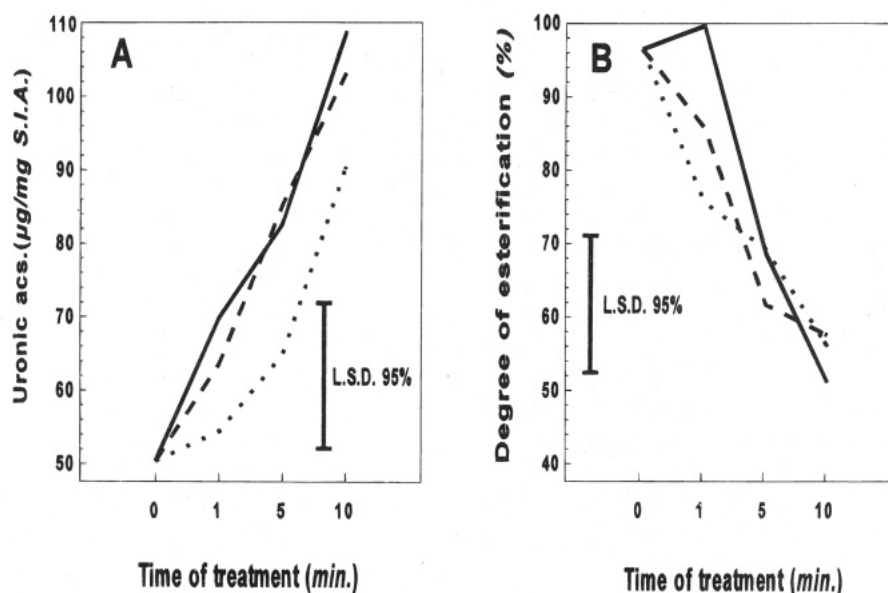 A
Uronic acs.(µg/mg S.I.A.)
110
100
90
80
70
60
50
L.S.D. 95%
0 1 5 10
Time of treatment (min.)
B
Degree of esterification (%)
100
90
80
70
60
50
40
L.S.D. 95%
0 1 5 10
Time of treatment (min.)